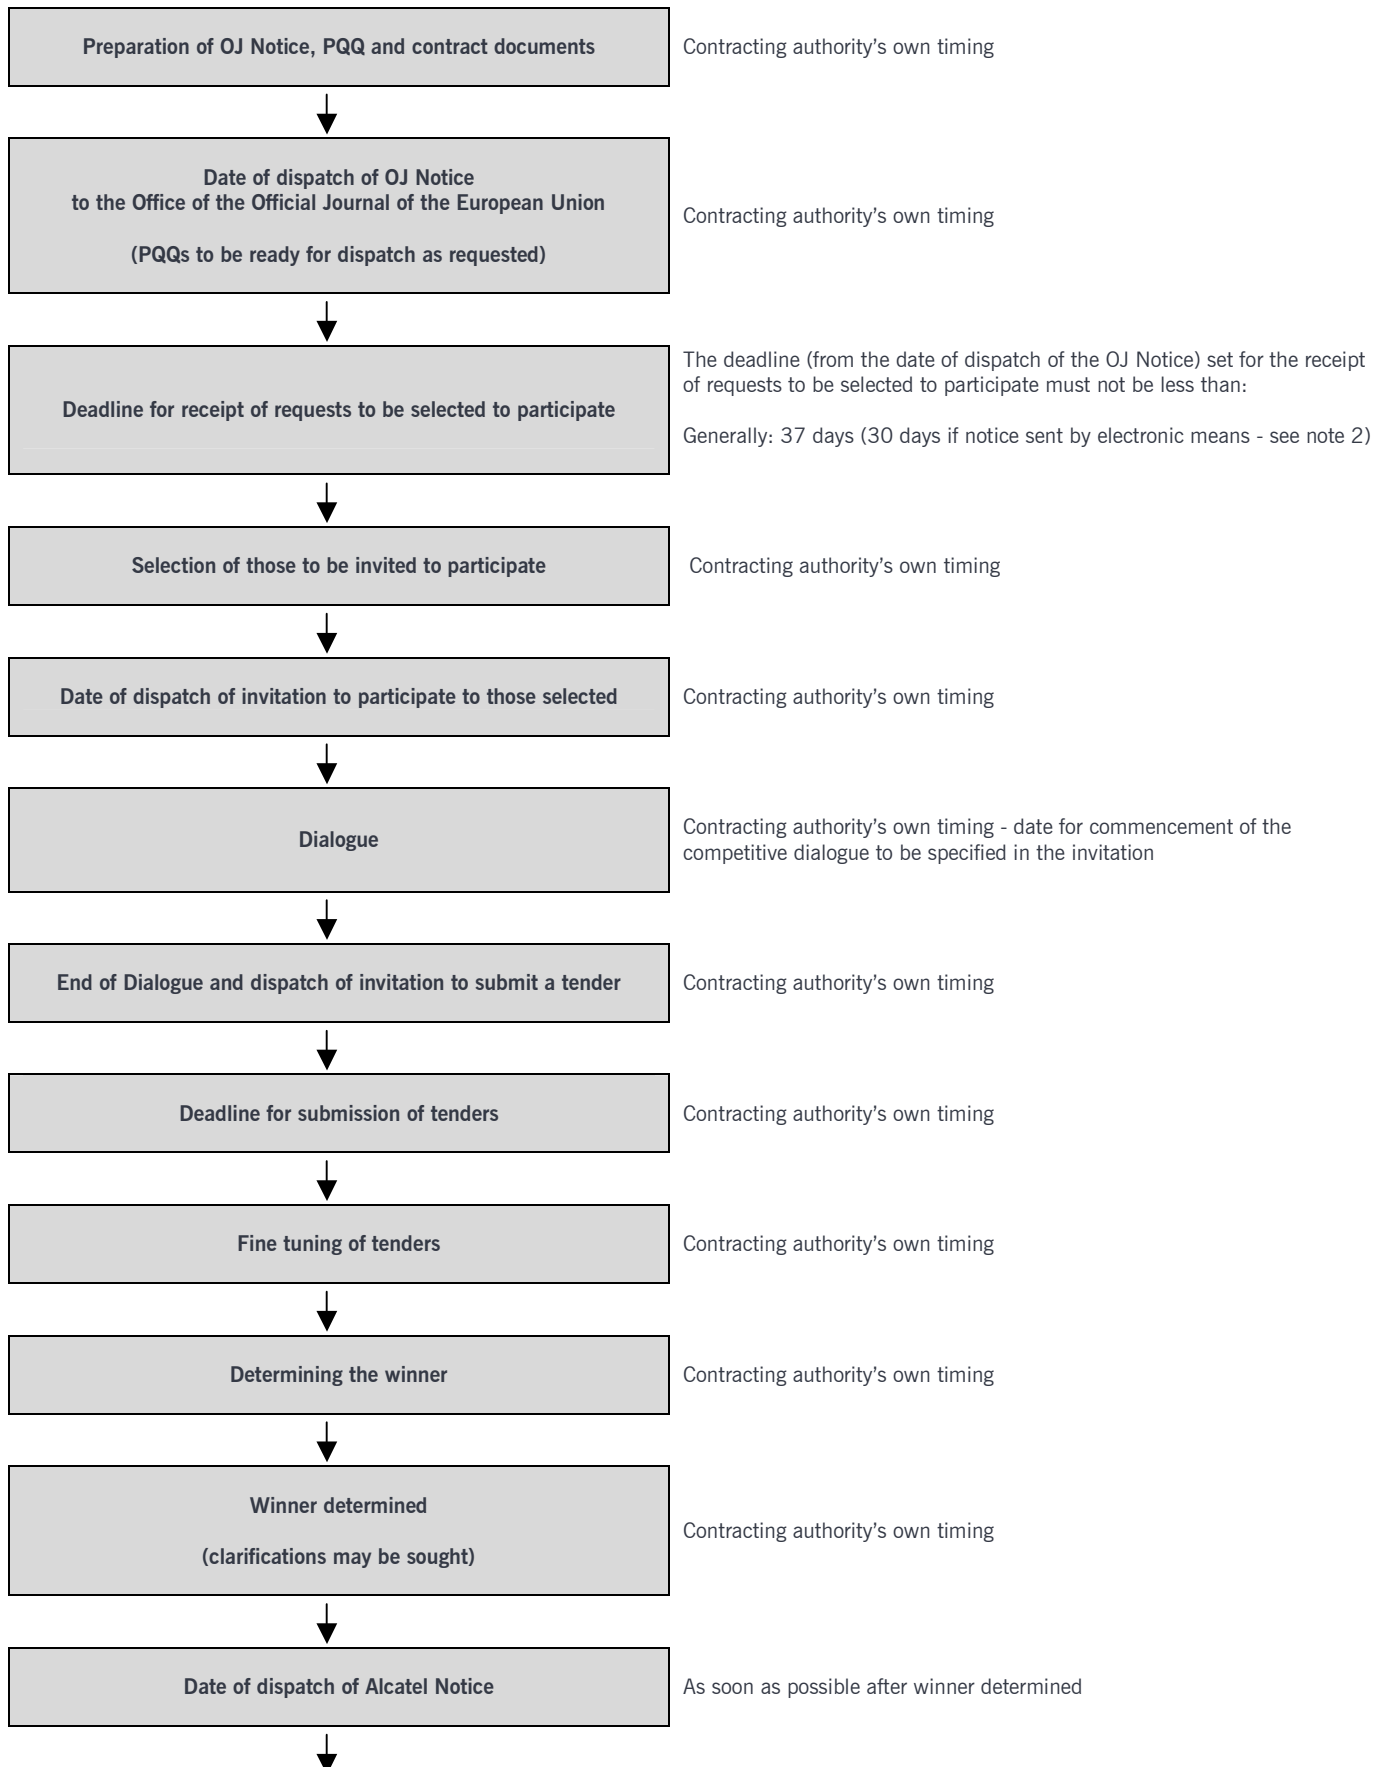 Preparation of OJ Notice, PQQ and contract documents
Contracting authority’s own timing
Date of dispatch of OJ Notice
to the Office of the Official Journal of the European Union
(PQQs to be ready for dispatch as requested)
Contracting authority’s own timing
Deadline for receipt of requests to be selected to participate
The deadline (from the date of dispatch of the OJ Notice) set for the receipt
of requests to be selected to participate must not be less than:
Generally: 37 days (30 days if notice sent by electronic means - see note 2)
Selection of those to be invited to participate
Contracting authority’s own timing
Date of dispatch of invitation to participate to those selected
Contracting authority’s own timing
Dialogue
Contracting authority’s own timing - date for commencement of the
competitive dialogue to be specified in the invitation
End of Dialogue and dispatch of invitation to submit a tender
Contracting authority’s own timing
Deadline for submission of tenders
Contracting authority’s own timing
Fine tuning of tenders
Contracting authority’s own timing
Determining the winner
Contracting authority’s own timing
Winner determined
(clarifications may be sought)
Contracting authority’s own timing
Date of dispatch of Alcatel Notice
As soon as possible after winner determined